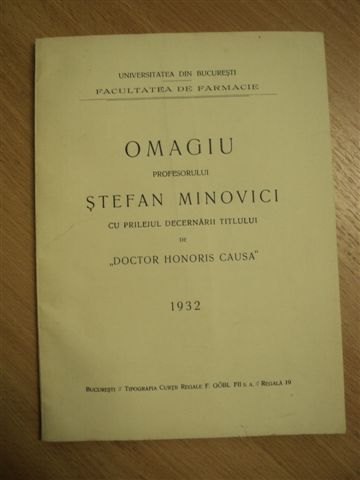 UNIVERSITATEA DIN BUCUREȘTI
FACULTATEA DE FARMACIE
OMAGIU
PROFESORULUI
ȘTEFAN MINOVICI
CU PRILEJUL DECERNĂRII TITLULUI
DE
„DOCTOR HONORIS CAUSA"
1932
BUCUREȘTI // TIPOGRAFIA CURȚII REGALE F. GÖBL FII S. A. // REGALĂ 19